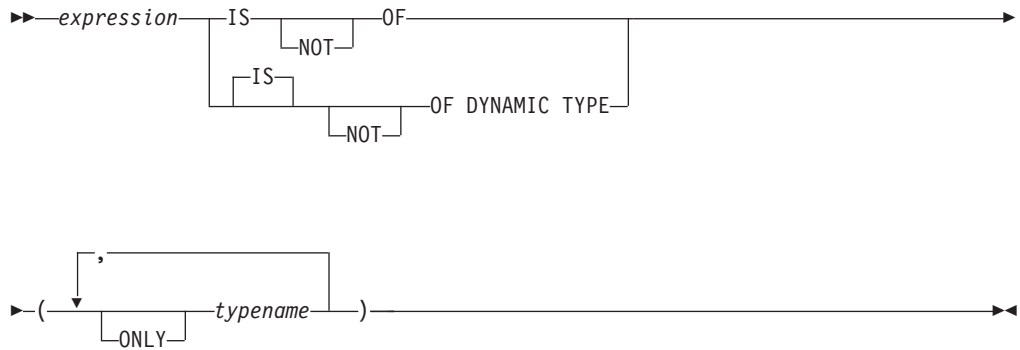 expression IS OF
NOT
IS
OF DYNAMIC TYPE
NOT
,
( typename )
ONLY